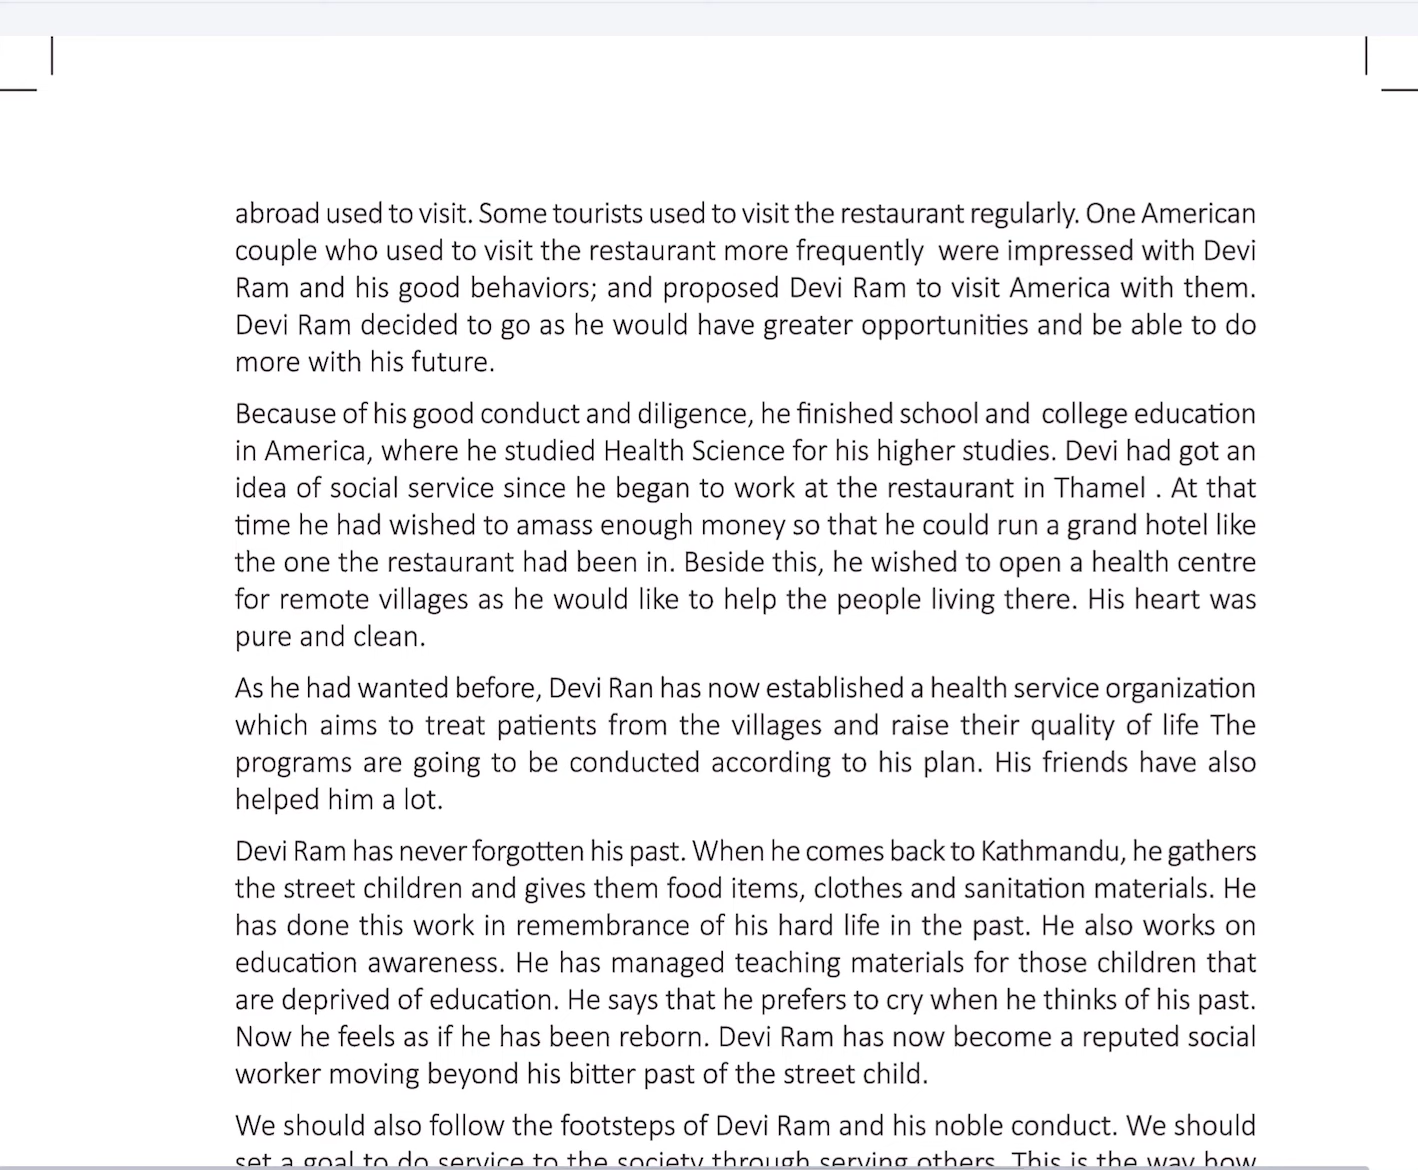 abroad used to visit. Some tourists used to visit the restaurant regularly. One American
couple who used to visit the restaurant more frequently  were impressed with Devi
Ram and his good behaviors; and proposed Devi Ram to visit America with them.
Devi Ram decided to go as he would have greater opportunities and be able to do
more with his future.
Because of his good conduct and diligence, he finished school and  college education
in America, where he studied Health Science for his higher studies. Devi had got an
idea of social service since he began to work at the restaurant in Thamel . At that
time he had wished to amass enough money so that he could run a grand hotel like
the one the restaurant had been in. Beside this, he wished to open a health centre
for remote villages as he would like to help the people living there. His heart was
pure and clean.
As he had wanted before, Devi Ran has now established a health service organization
which aims to treat patients from the villages and raise their quality of life The
programs are going to be conducted according to his plan. His friends have also
helped him a lot.
Devi Ram has never forgotten his past. When he comes back to Kathmandu, he gathers
the street children and gives them food items, clothes and sanitation materials. He
has done this work in remembrance of his hard life in the past. He also works on
education awareness. He has managed teaching materials for those children that
are deprived of education. He says that he prefers to cry when he thinks of his past.
Now he feels as if he has been reborn. Devi Ram has now become a reputed social
worker moving beyond his bitter past of the street child.
We should also follow the footsteps of Devi Ram and his noble conduct. We should
set a goal to do service to the society through serving others. This is the way how